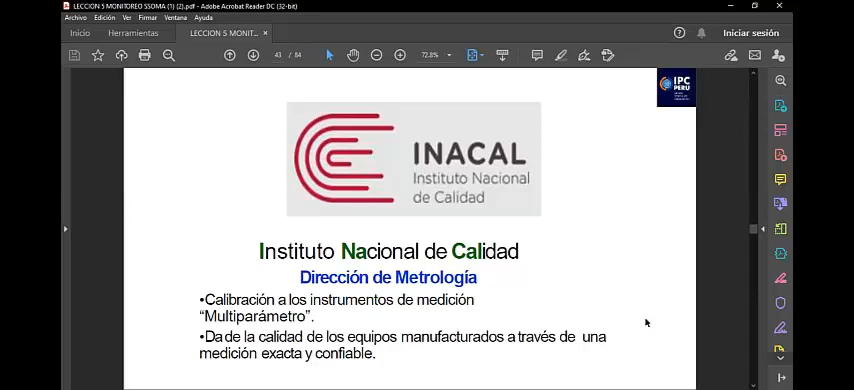 LECCION 5 MONITOREO SSOMA (1) (2).pdf - Adobe Acrobat Reader DC (32-bit)
Archivo Edición Ver Firmar Ventana Ayuda
Inicio Herramientas LECCION 5 MONIT... × Iniciar sesión
43 / 84 72.8%
IPC
PERU
INACAL
Instituto Nacional
de Calidad
Instituto Nacional de Calidad
Dirección de Metrología
•Calibración a los instrumentos de medición
“Multiparámetro”.
•Da de la calidad de los equipos manufacturados a través de una
medición exacta y confiable.